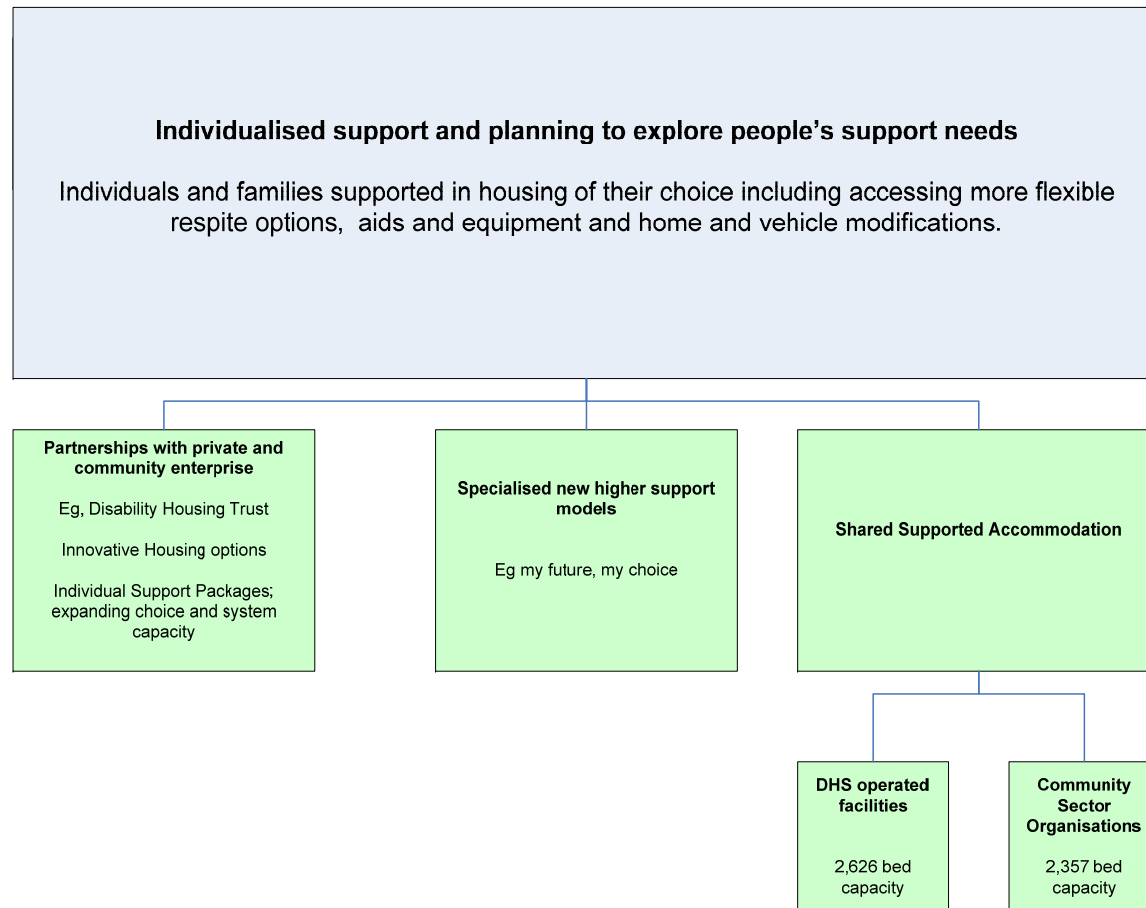 Individualised support and planning to explore people’s support needs
Individuals and families supported in housing of their choice including accessing more flexible
respite options,  aids and equipment and home and vehicle modifications.
Partnerships with private and
community enterprise
Eg, Disability Housing Trust
Innovative Housing options
Individual Support Packages;
expanding choice and system
capacity
Specialised new higher support
models
Eg my future, my choice
Shared Supported Accommodation
DHS operated
facilities
2,626 bed
capacity
Community
Sector
Organisations
2,357 bed
capacity